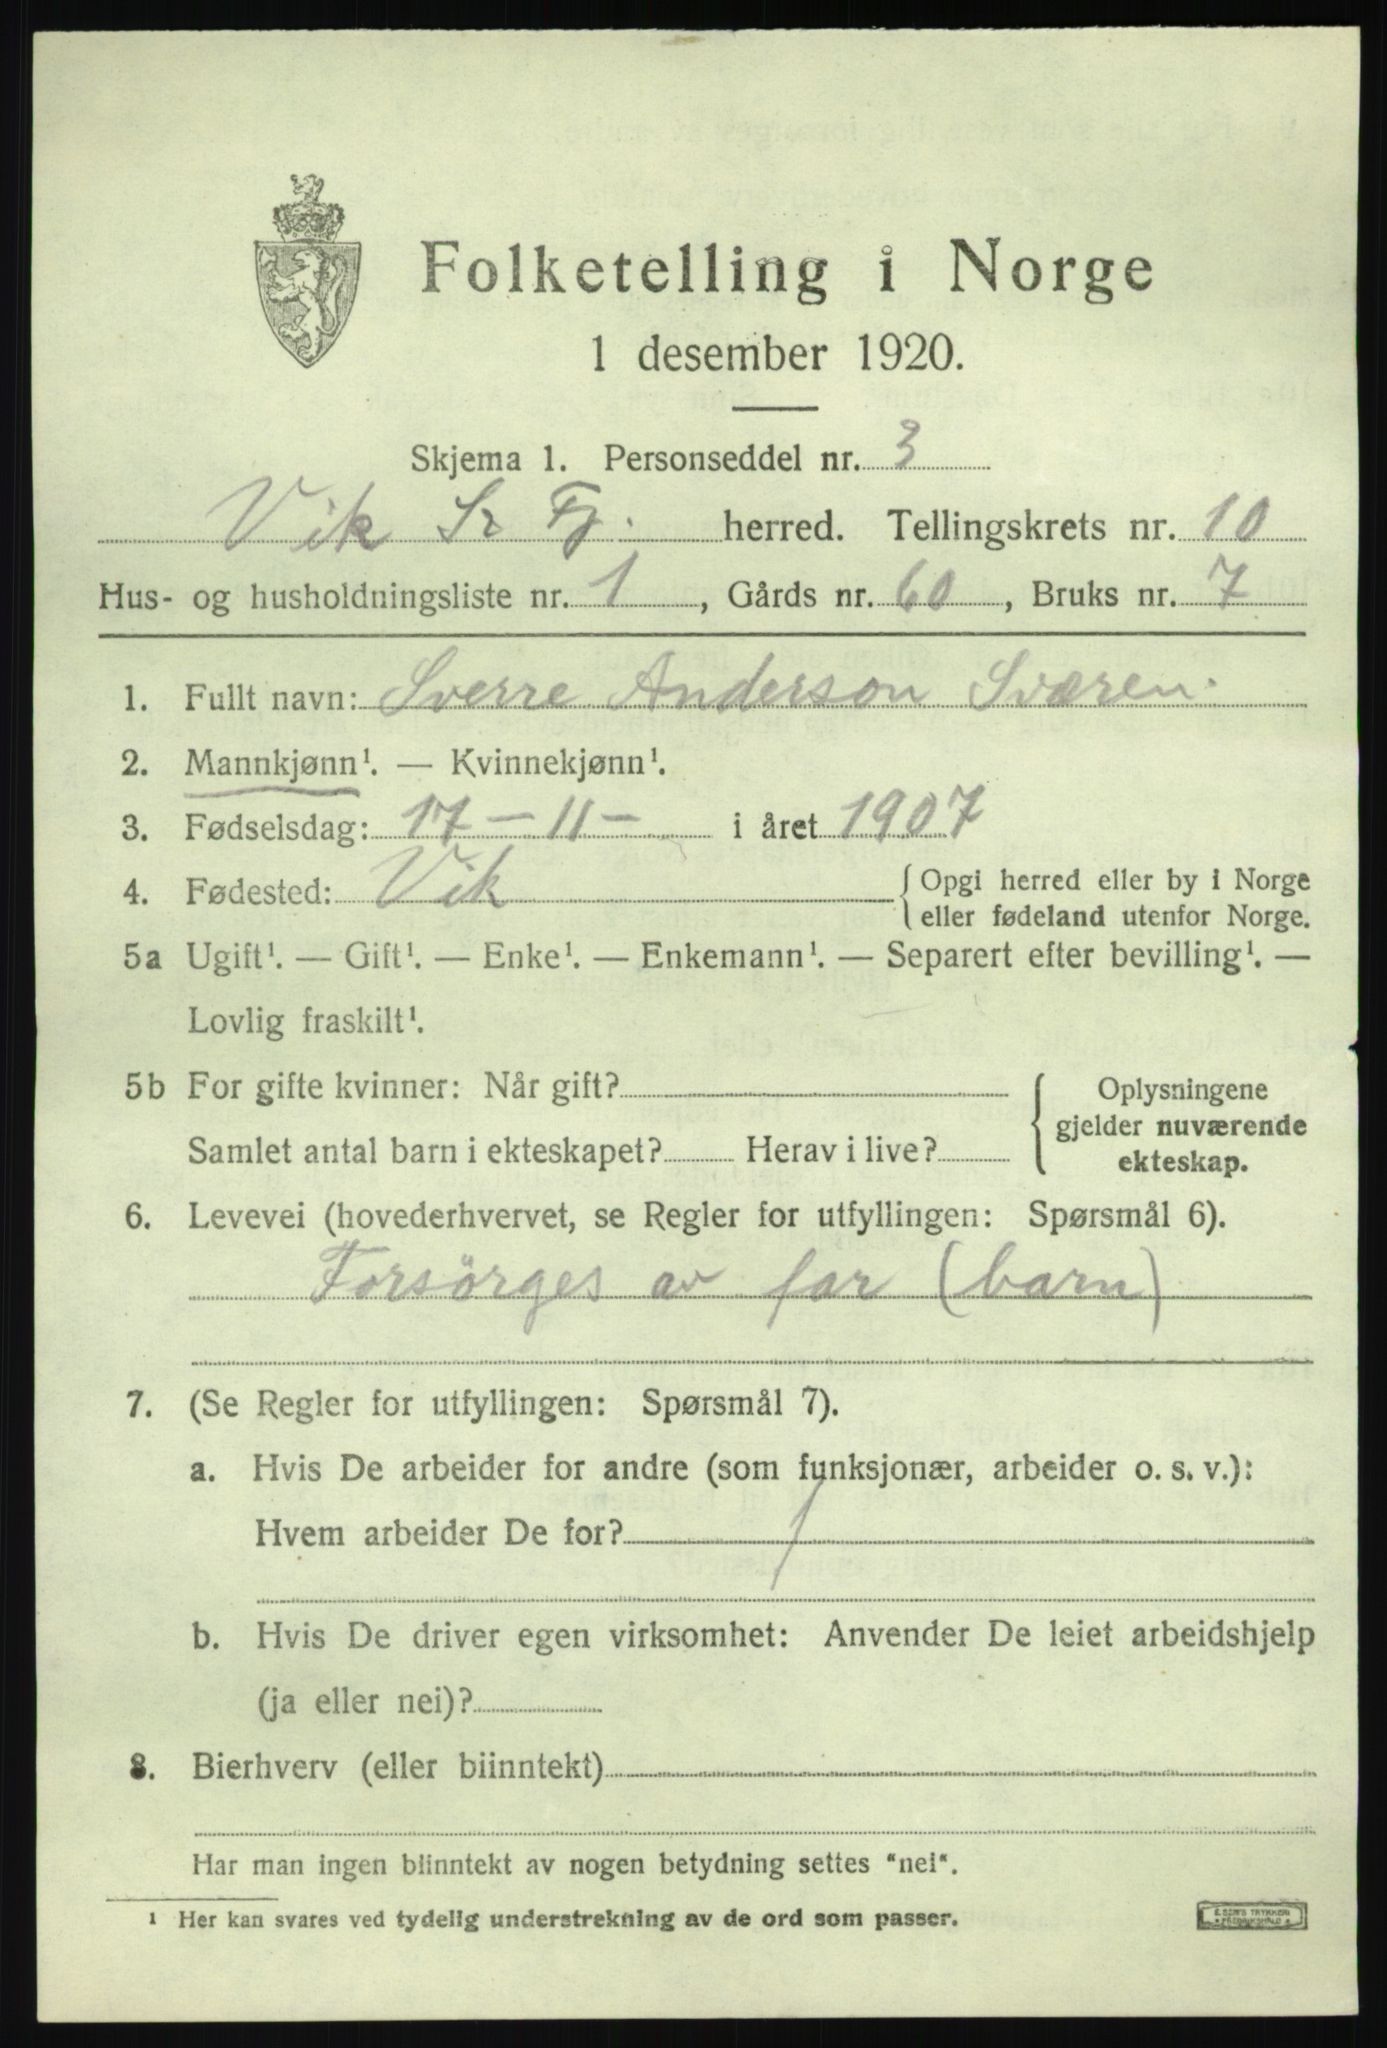 Folketelling i Norge
1 desember 1920.
Skjema 1. Personseddel nr. 3
Vik Sr Fj. herred. Tellingskrets nr. 10
Hus- og husholdningsliste nr. 1, Gårds nr. 60, Bruks nr. 7
1. Fullt navn: Sverre Anderson Sværen.
2. Mannkjønn¹. — Kvinnekjønn¹.
3. Fødselsdag: 17 - 11 - i året 1907
4. Fødested: Vik { Opgi herred eller by i Norge
eller fødeland utenfor Norge.
5a Ugift¹. — Gift¹. — Enke¹. — Enkemann¹. — Separert efter bevilling¹. —
Lovlig fraskilt¹.
5b For gifte kvinner: Når gift? { Oplysningene
gjelder nuværende
Samlet antal barn i ekteskapet? Herav i live?
ekteskap.
6. Levevei (hovederhvervet, se Regler for utfyllingen: Spørsmål 6).
Forsörges av far (barn)
7. (Se Regler for utfyllingen: Spørsmål 7).
a. Hvis De arbeider for andre (som funksjonær, arbeider o. s. v.):
Hvem arbeider De for? /
b. Hvis De driver egen virksomhet: Anvender De leiet arbeidshjelp
(ja eller nei)?
8. Bierhverv (eller biinntekt)
Har man ingen biinntekt av nogen betydning settes "nei".
¹ Her kan svares ved tydelig understrekning av de ord som passer.